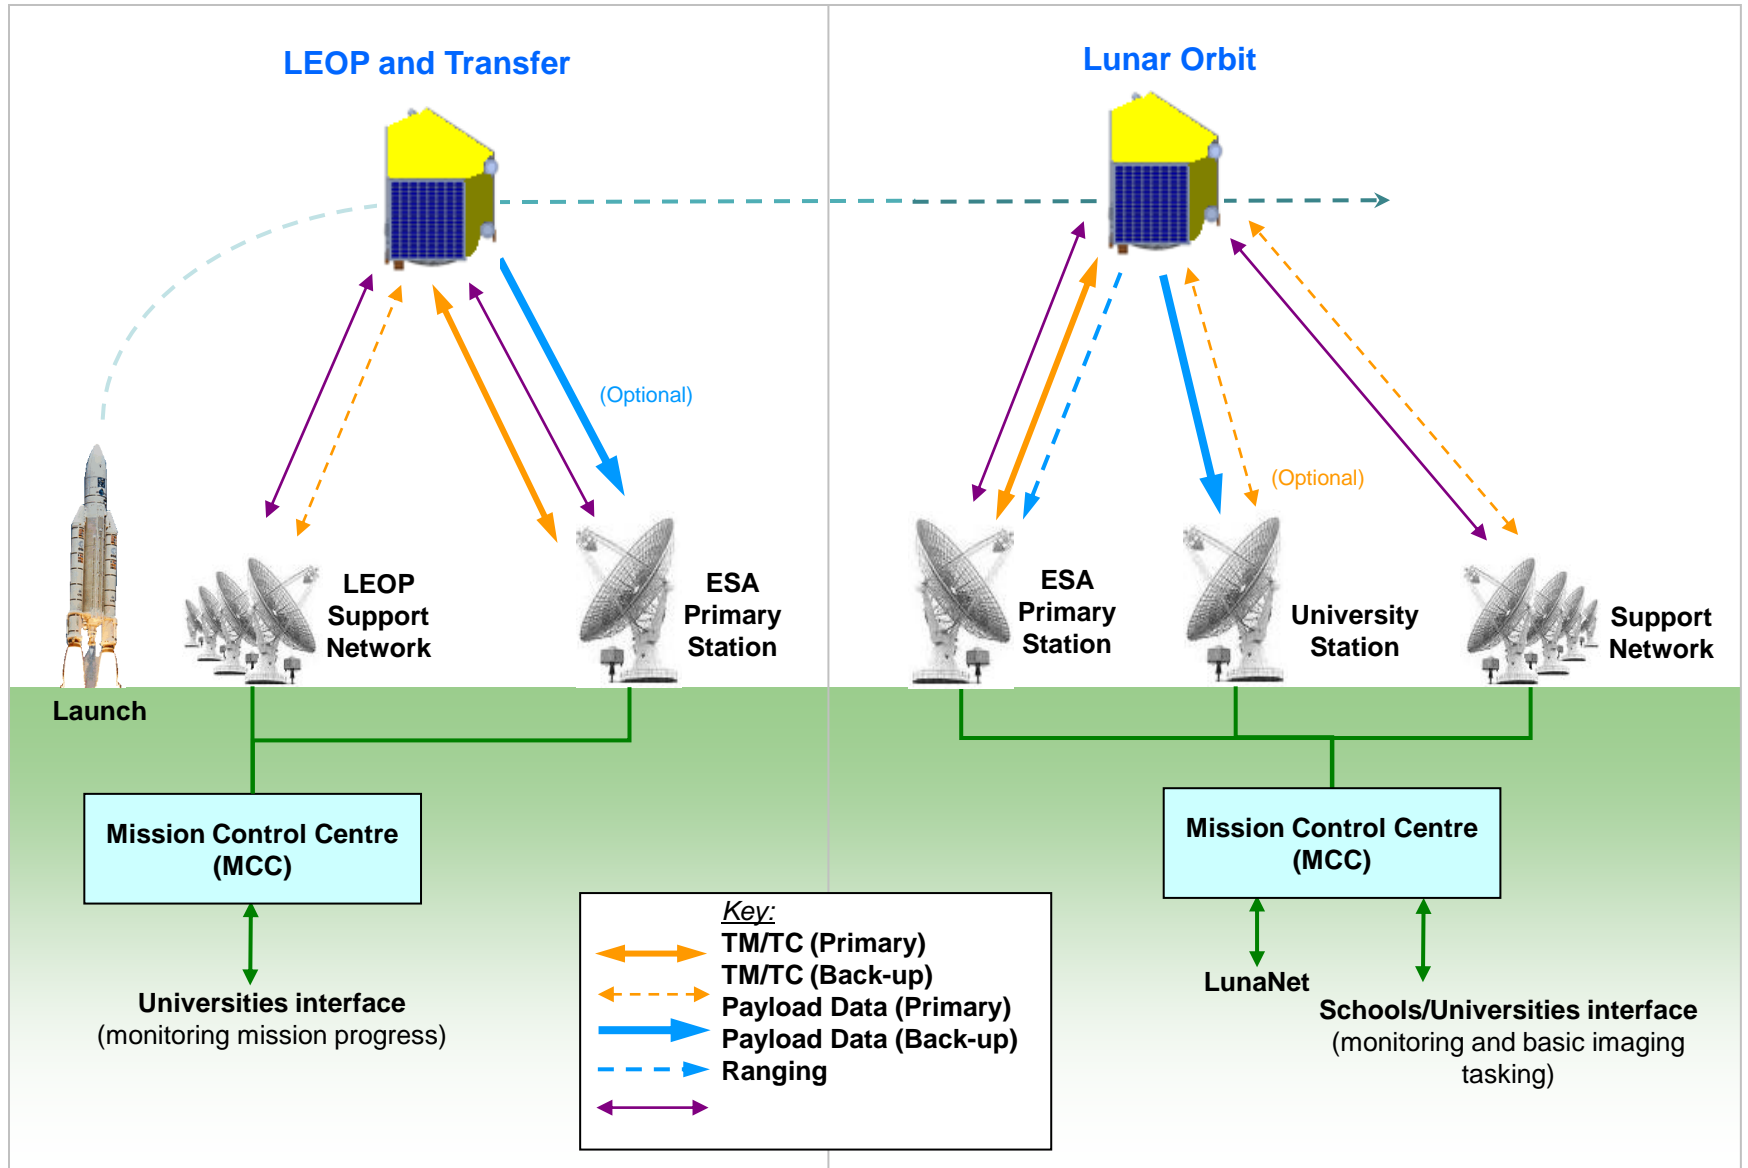 LEOP and Transfer
Lunar Orbit
(Optional)
(Optional)
LEOP
Support
Network
ESA
Primary
Station
ESA
Primary
Station
University
Station
Support
Network
Launch
Mission Control Centre
(MCC)
Mission Control Centre
(MCC)
Universities interface
(monitoring mission progress)
LunaNet
Schools/Universities interface
(monitoring and basic imaging
tasking)
Key:
TM/TC (Primary)
TM/TC (Back-up)
Payload Data (Primary)
Payload Data (Back-up)
Ranging